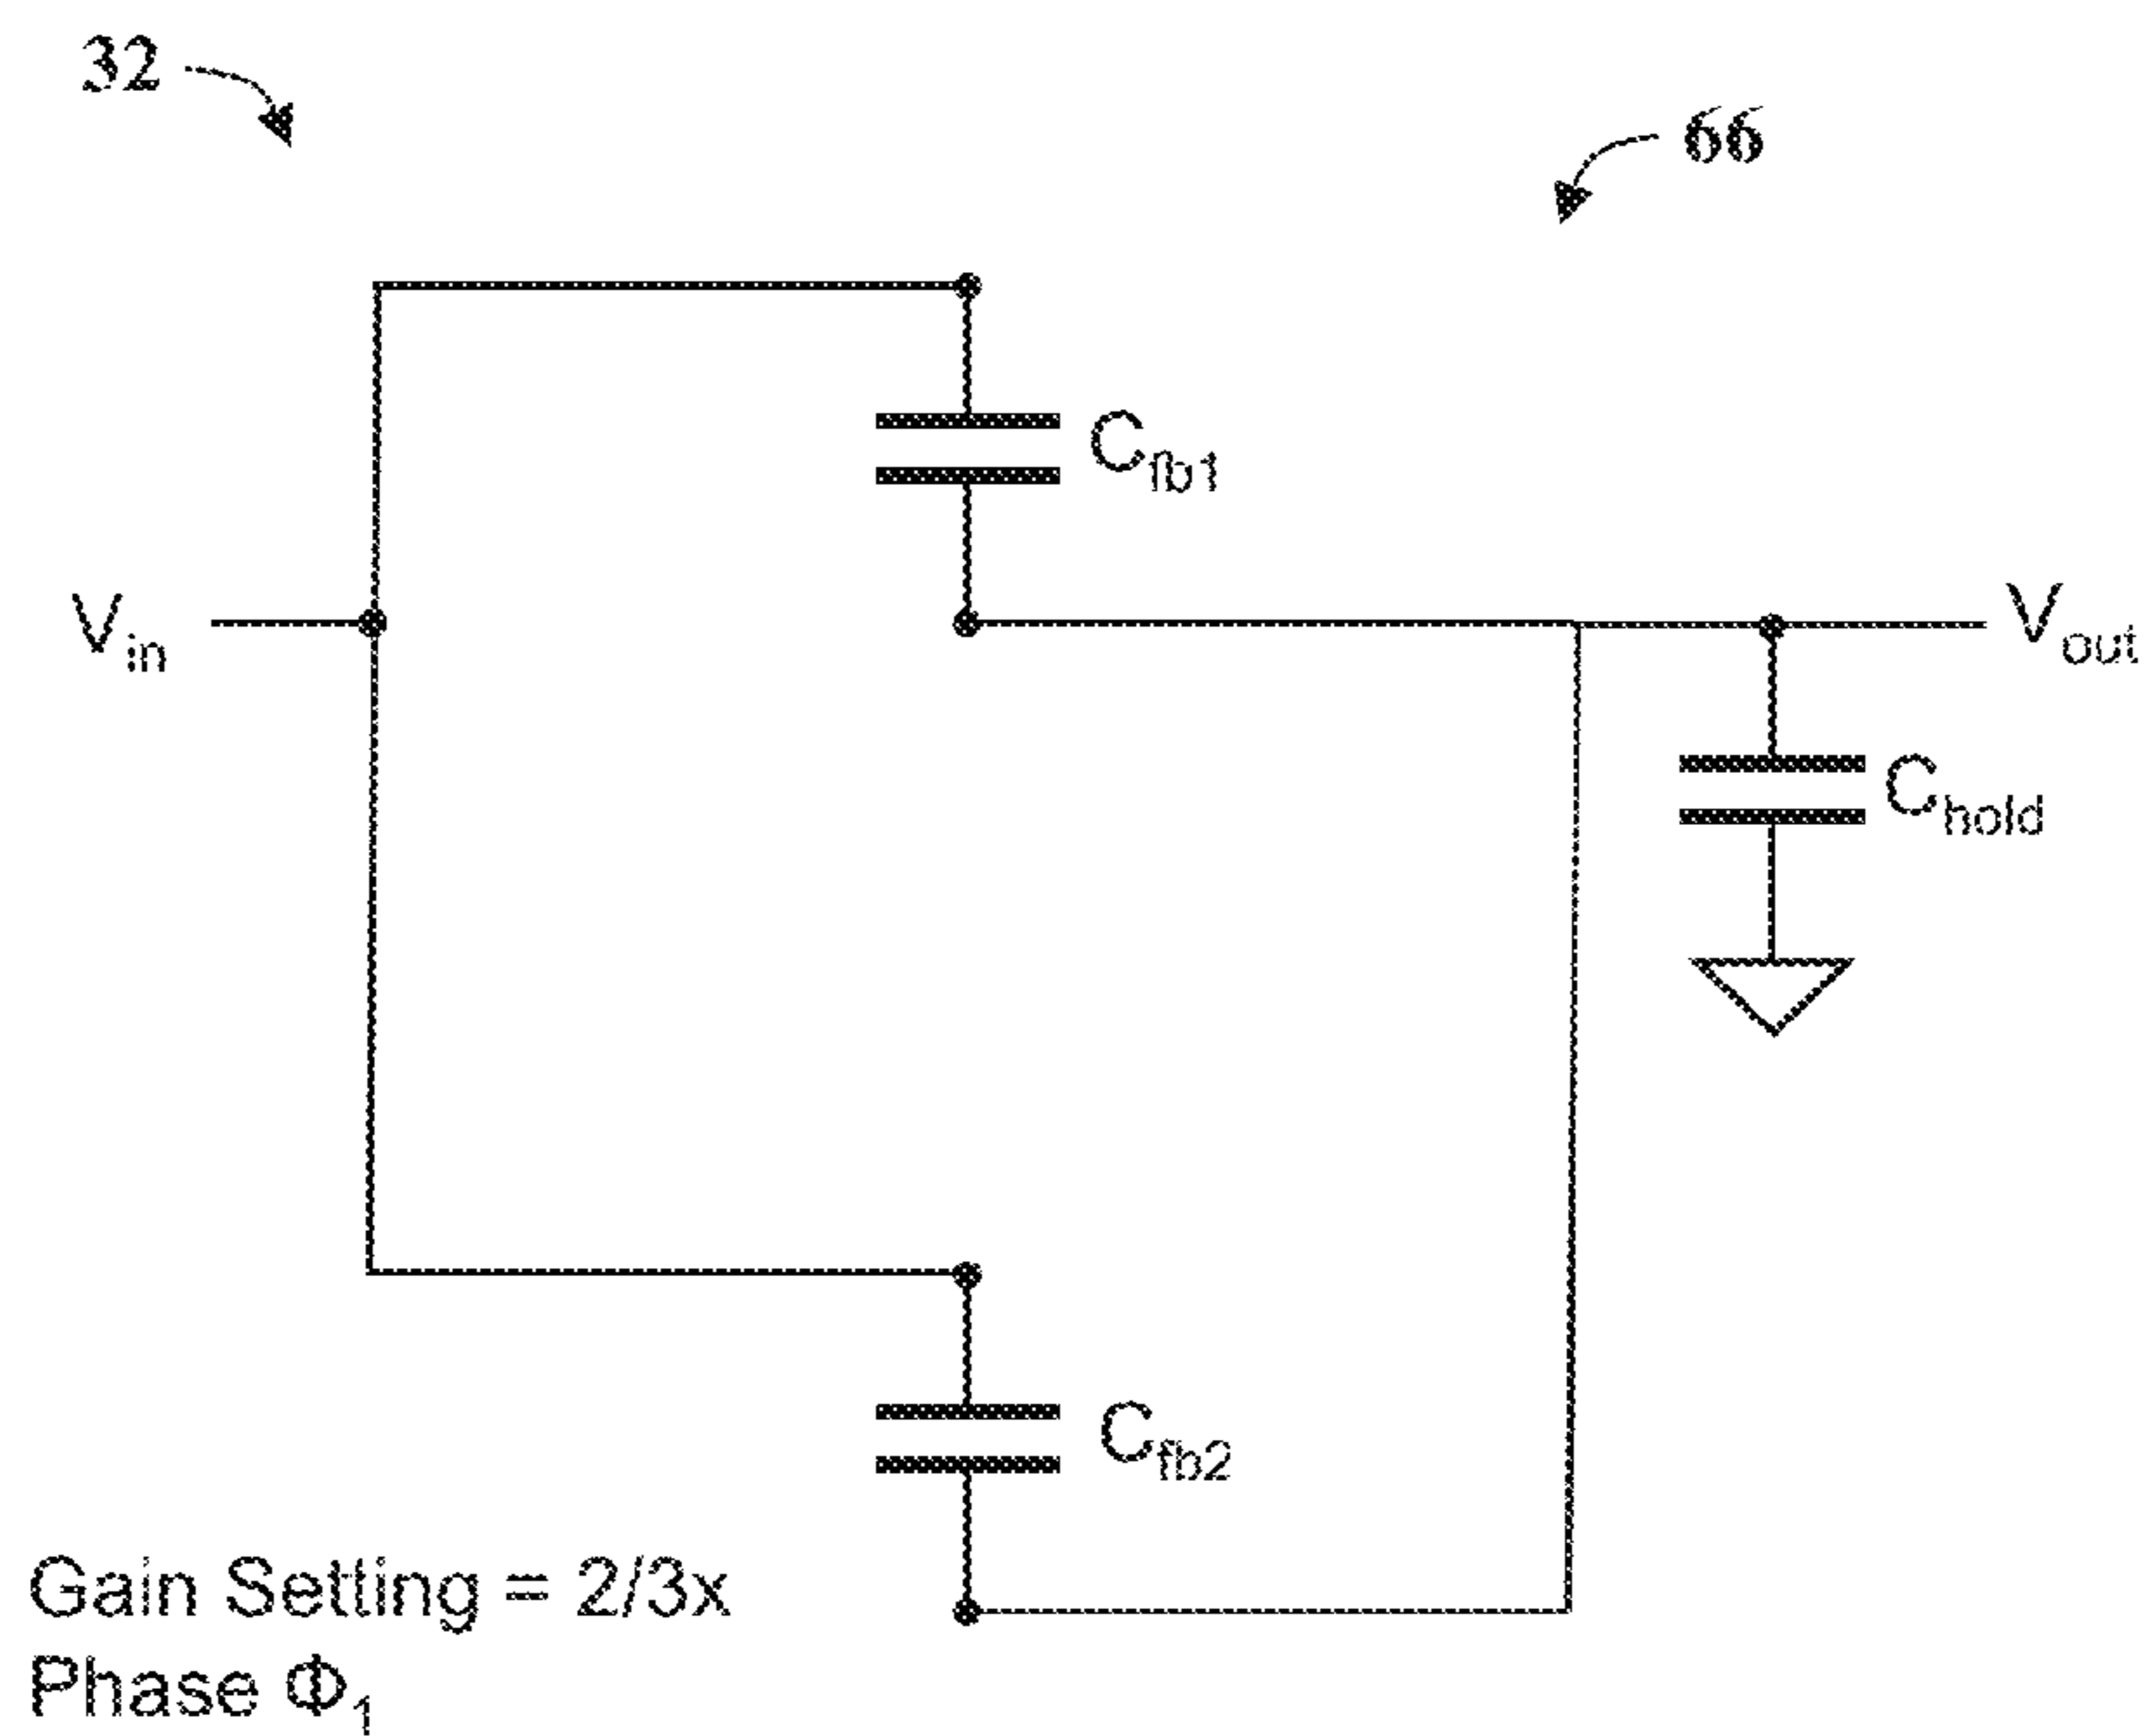 32
66
C_fb1
V_in
V_out
C_hold
C_fb2
Gain Setting = 2/3x
Phase Φ_1